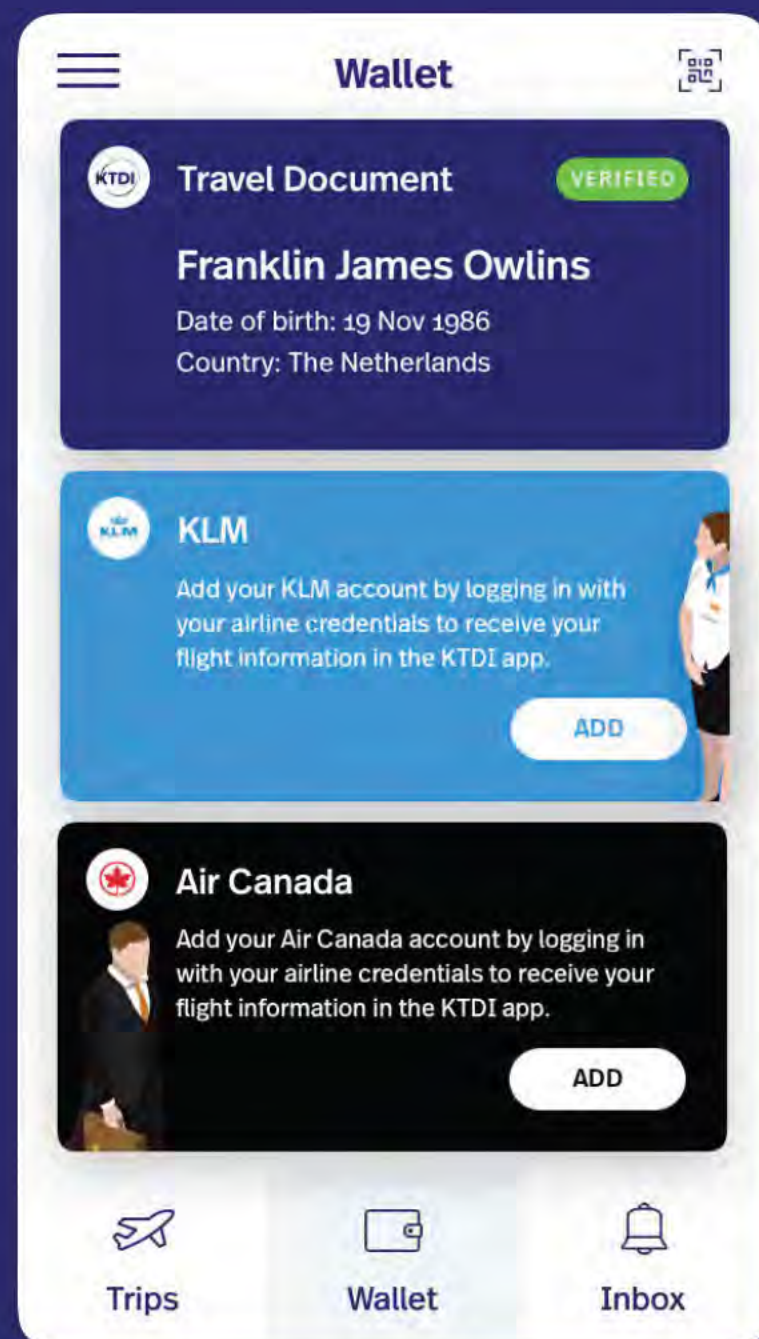 Wallet
KTDI
Travel Document
VERIFIED
Franklin James Owlins
Date of birth: 19 Nov 1986
Country: The Netherlands
KLM
KLM
Add your KLM account by logging in with
your airline credentials to receive your
flight information in the KTDI app.
ADD
Air Canada
Add your Air Canada account by logging in
with your airline credentials to receive your
flight information in the KTDI app.
ADD
Trips
Wallet
Inbox